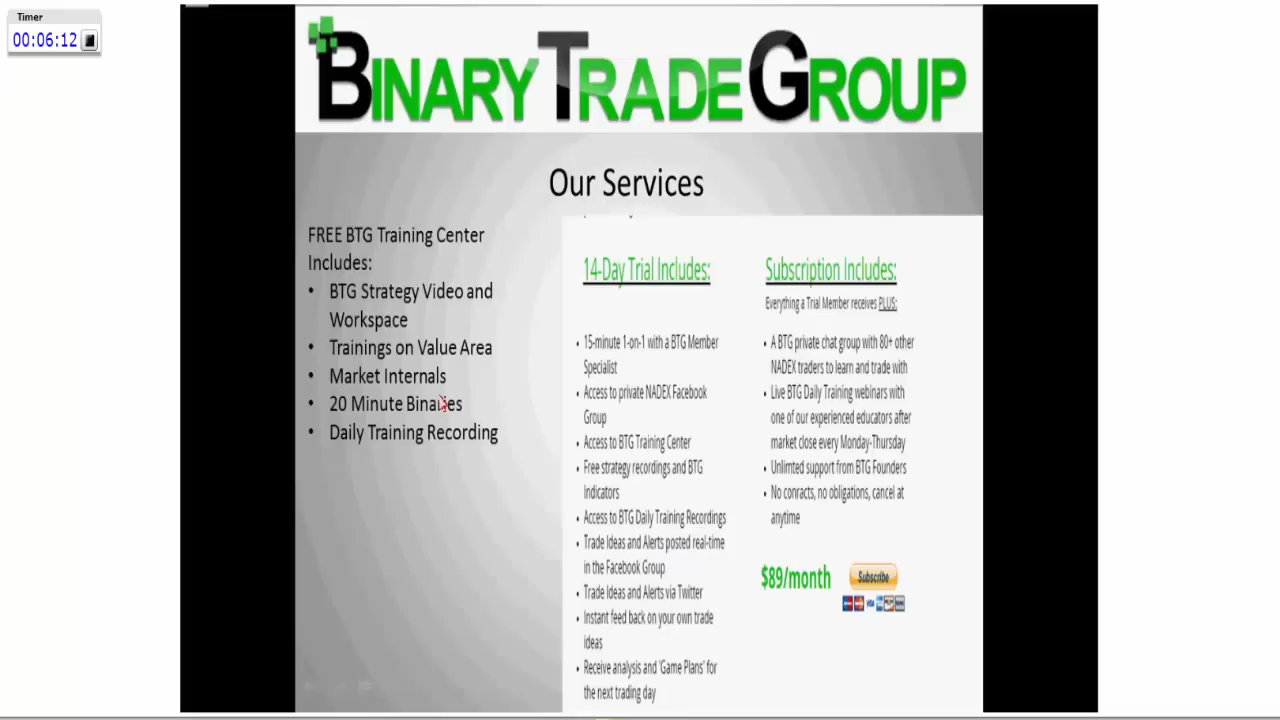 Timer
00:06:12
BINARY TRADE GROUP
Our Services
FREE BTG Training Center
Includes:
• BTG Strategy Video and
Workspace
• Trainings on Value Area
• Market Internals
• 20 Minute Binaries
• Daily Training Recording
14-Day Trial Includes:
• 15-minute 1-on-1 with a BTG Member
Specialist
• Access to private NADEX Facebook
Group
• Access to BTG Training Center
• Free strategy recordings and BTG
Indicators
• Access to BTG Daily Training Recordings
• Trade Ideas and Alerts posted real-time
in the Facebook Group
• Trade Ideas and Alerts via Twitter
• Instant feed back on your own trade
ideas
• Receive analysis and 'Game Plans' for
the next trading day
Subscription Includes:
Everything a Trial Member receives PLUS:
• A BTG private chat group with 80+ other
NADEX traders to learn and trade with
• Live BTG Daily Training webinars with
one of our experienced educators after
market close every Monday-Thursday
• Unlimted support from BTG Founders
• No conracts, no obligations, cancel at
anytime
$89/month
Subscribe